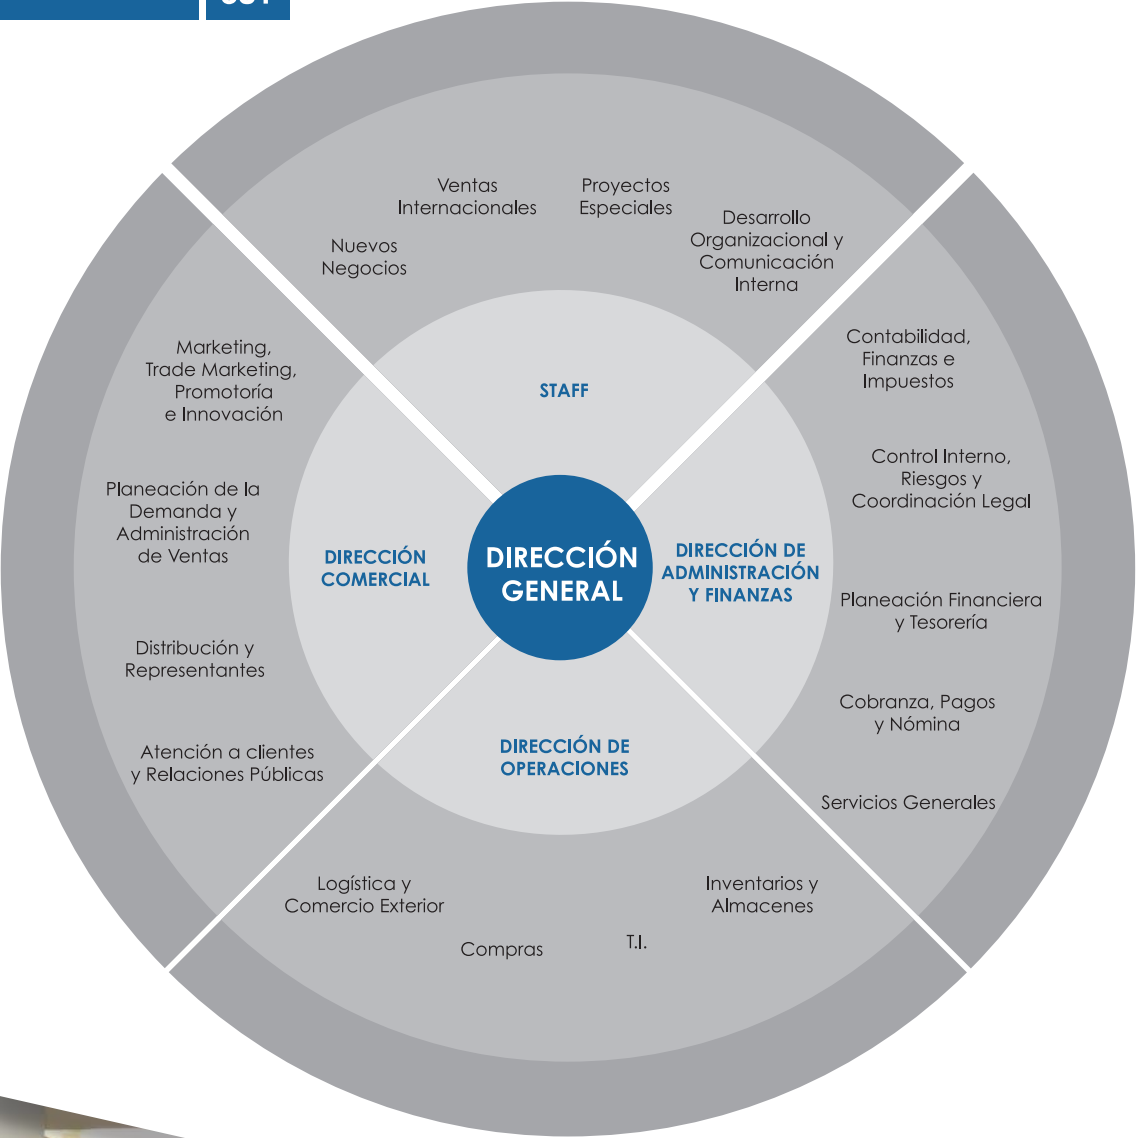 Ventas
Internacionales
Proyectos
Especiales
Nuevos
Negocios
Desarrollo
Organizacional y
Comunicación
Interna
Marketing,
Trade Marketing,
Promotoría
e Innovación
Planeación de la
Demanda y
Administración
de Ventas
Distribución y
Representantes
Atención a clientes
y Relaciones Públicas
STAFF
DIRECCIÓN
COMERCIAL
DIRECCIÓN
GENERAL
DIRECCIÓN DE
ADMINISTRACIÓN
Y FINANZAS
DIRECCIÓN DE
OPERACIONES
Contabilidad,
Finanzas e
Impuestos
Control Interno,
Riesgos y
Coordinación Legal
Planeación Financiera
y Tesorería
Cobranza, Pagos
y Nómina
Servicios Generales
Logística y
Comercio Exterior
Compras
T.I.
Inventarios y
Almacenes